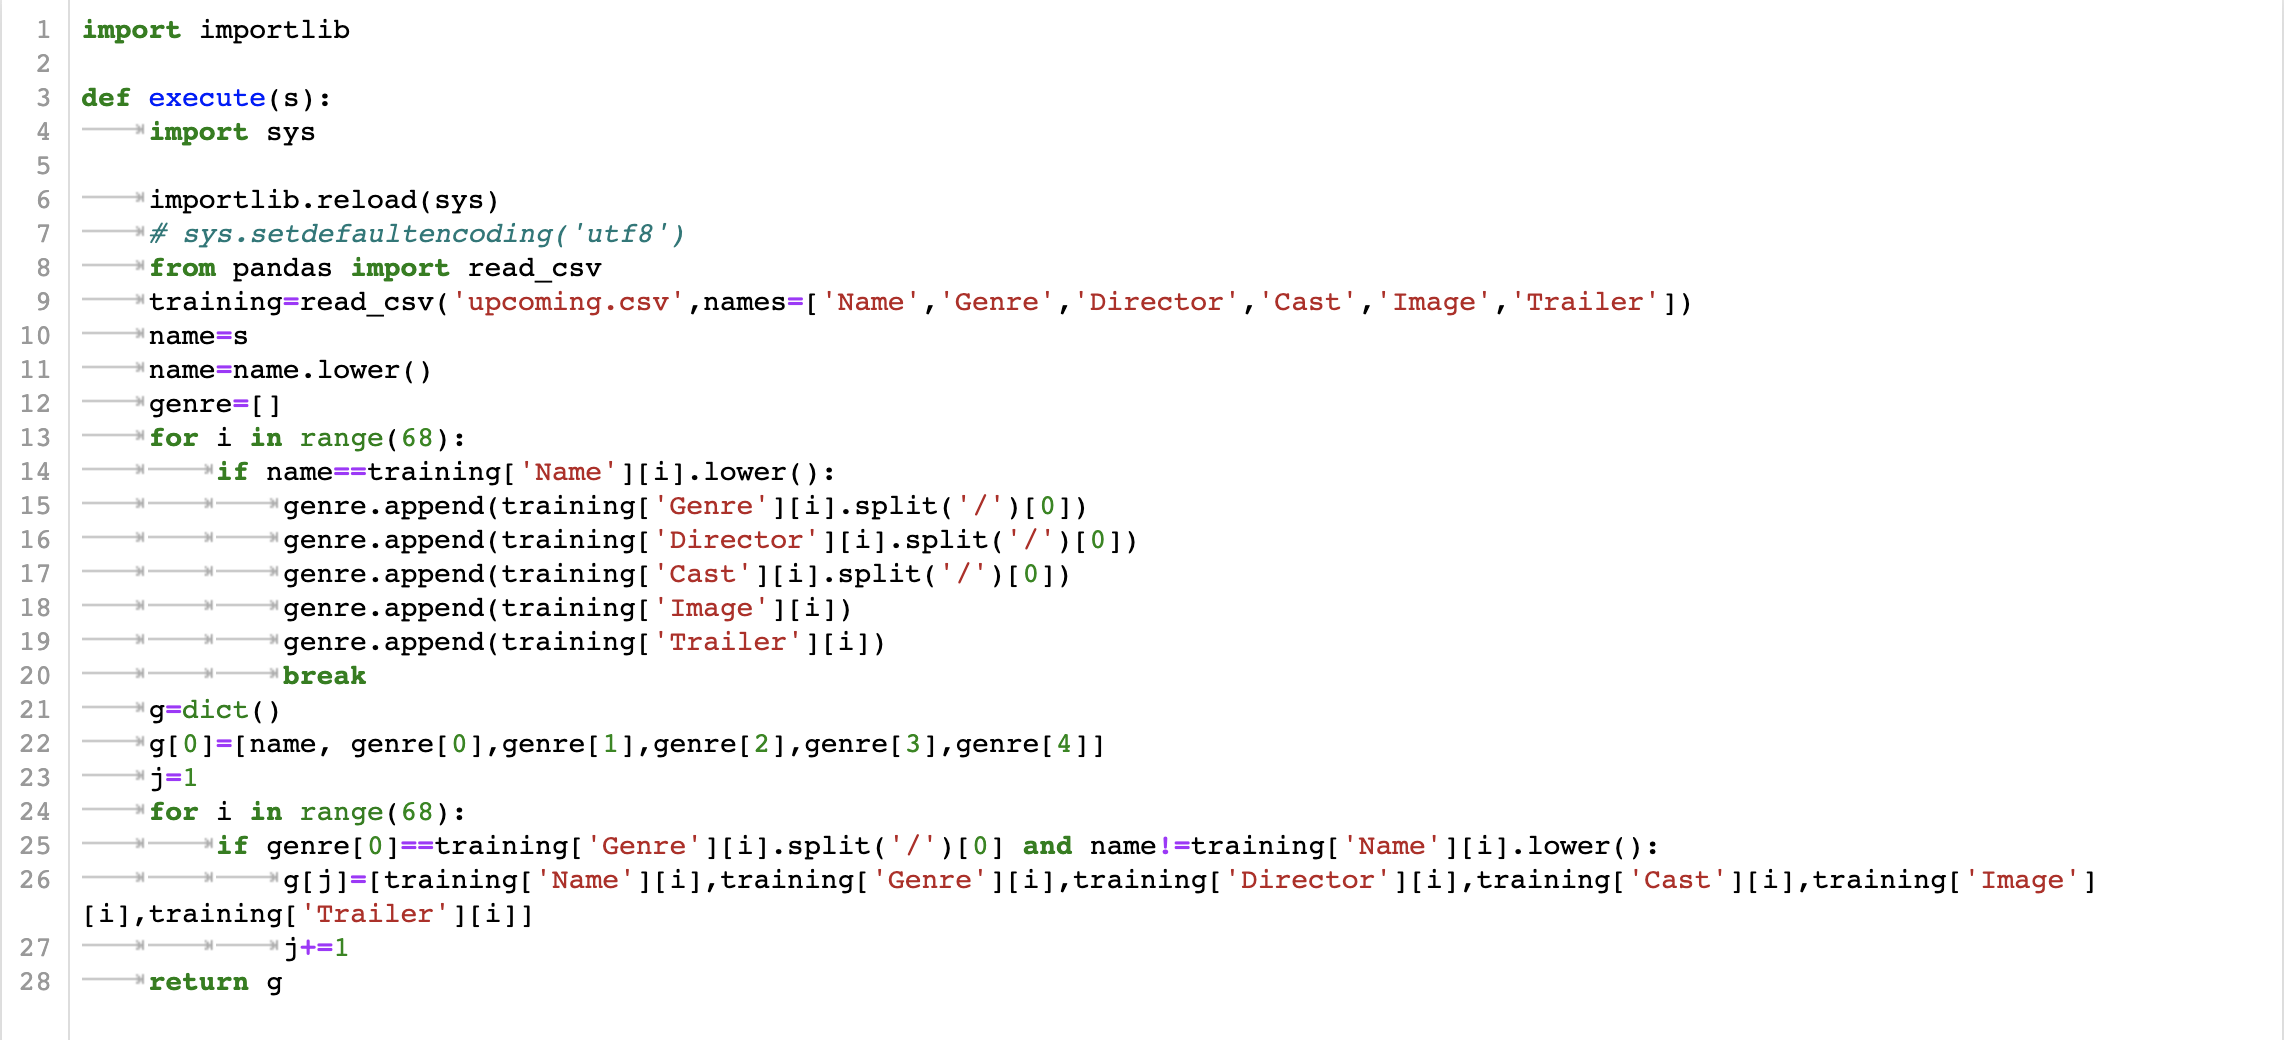 1 import importlib
2
3 def execute(s):
4 import sys
5
6 importlib.reload(sys)
7 # sys.setdefaultencoding('utf8')
8 from pandas import read_csv
9 training=read_csv('upcoming.csv',names=['Name','Genre','Director','Cast','Image','Trailer'])
10 name=s
11 name=name.lower()
12 genre=[]
13 for i in range(68):
14 if name==training['Name'][i].lower():
15 genre.append(training['Genre'][i].split('/')[0])
16 genre.append(training['Director'][i].split('/')[0])
17 genre.append(training['Cast'][i].split('/')[0])
18 genre.append(training['Image'][i])
19 genre.append(training['Trailer'][i])
20 break
21 g=dict()
22 g[0]=[name, genre[0],genre[1],genre[2],genre[3],genre[4]]
23 j=1
24 for i in range(68):
25 if genre[0]==training['Genre'][i].split('/')[0] and name!=training['Name'][i].lower():
26 g[j]=[training['Name'][i],training['Genre'][i],training['Director'][i],training['Cast'][i],training['Image']
[i],training['Trailer'][i]]
27 j+=1
28 return g